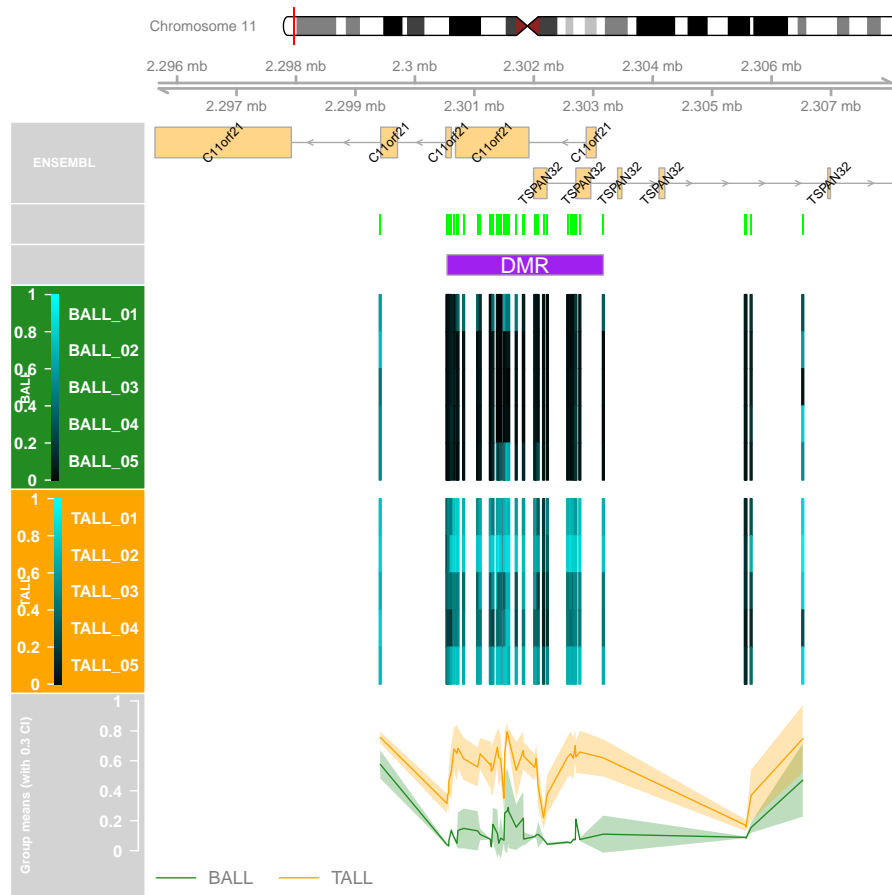 Chromosome 11
2.296 mb 2.298 mb 2.3 mb 2.302 mb 2.304 mb 2.306 mb
2.297 mb 2.299 mb 2.301 mb 2.303 mb 2.305 mb 2.307 mb
ENSEMBL
C11orf21 C11orf21 C11orf21 C11orf21 C11orf21
TSPAN32 TSPAN32 TSPAN32 TSPAN32 TSPAN32
DMR
BALL
1
0.8
0.6
0.4
0.2
0
BALL_01
BALL_02
BALL_03
BALL_04
BALL_05
TALL
1
0.8
0.6
0.4
0.2
0
TALL_01
TALL_02
TALL_03
TALL_04
TALL_05
Group means (with 0.3 CI)
1
0.8
0.6
0.4
0.2
0
BALL TALL